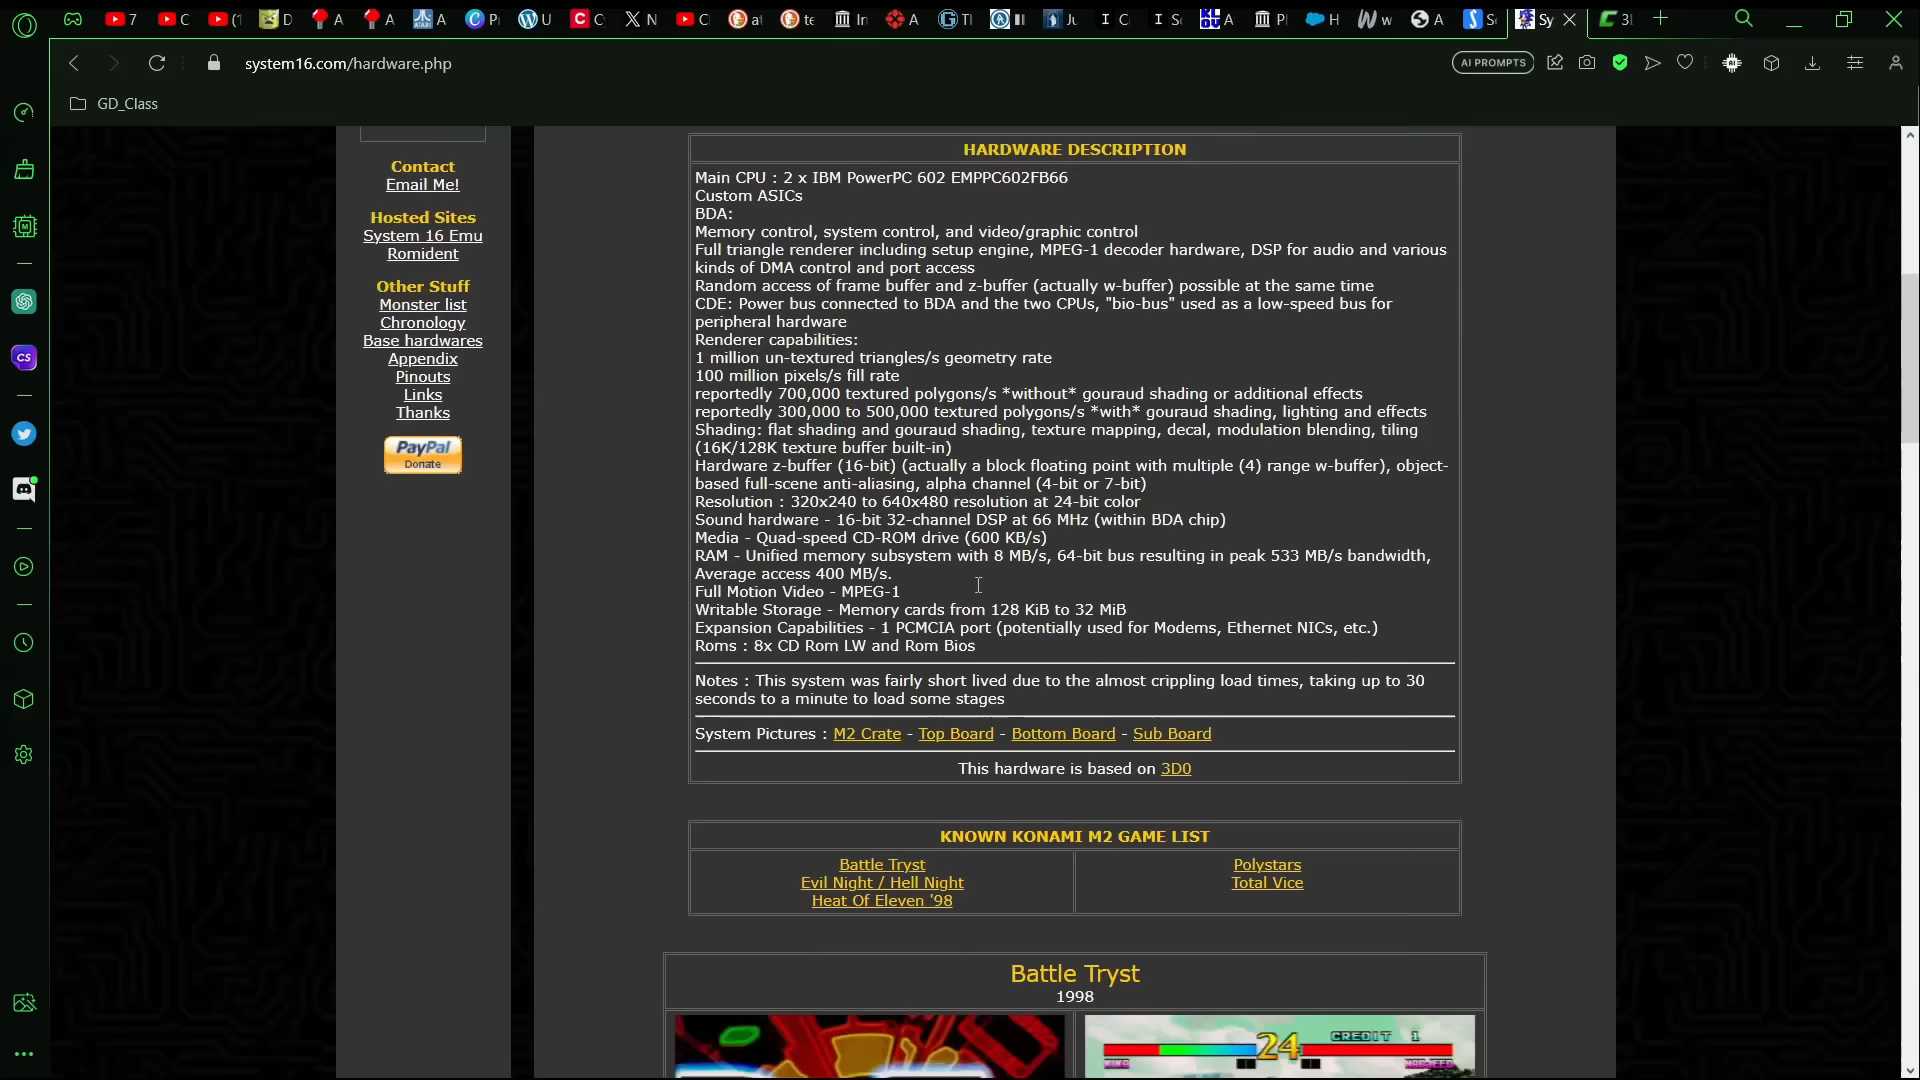 7
C
(1
D
A
A
A
P
U
C
N
C
at
te
In
A
Tl
II
Ju
C
Sc
A
Pl
H
w
A
S
Sy
3l
system16.com/hardware.php
AI PROMPTS
GD_Class
Contact
Email Me!
Hosted Sites
System 16 Emu
Romident
Other Stuff
Monster list
Chronology
Base hardwares
Appendix
Pinouts
Links
Thanks
PayPal
Donate
HARDWARE DESCRIPTION
Main CPU : 2 x IBM PowerPC 602 EMPPC602FB66
Custom ASICs
BDA:
Memory control, system control, and video/graphic control
Full triangle renderer including setup engine, MPEG-1 decoder hardware, DSP for audio and various
kinds of DMA control and port access
Random access of frame buffer and z-buffer (actually w-buffer) possible at the same time
CDE: Power bus connected to BDA and the two CPUs, "bio-bus" used as a low-speed bus for
peripheral hardware
Renderer capabilities:
1 million un-textured triangles/s geometry rate
100 million pixels/s fill rate
reportedly 700,000 textured polygons/s *without* gouraud shading or additional effects
reportedly 300,000 to 500,000 textured polygons/s *with* gouraud shading, lighting and effects
Shading: flat shading and gouraud shading, texture mapping, decal, modulation blending, tiling
(16K/128K texture buffer built-in)
Hardware z-buffer (16-bit) (actually a block floating point with multiple (4) range w-buffer), object-
based full-scene anti-aliasing, alpha channel (4-bit or 7-bit)
Resolution : 320x240 to 640x480 resolution at 24-bit color
Sound hardware - 16-bit 32-channel DSP at 66 MHz (within BDA chip)
Media - Quad-speed CD-ROM drive (600 KB/s)
RAM - Unified memory subsystem with 8 MB/s, 64-bit bus resulting in peak 533 MB/s bandwidth,
Average access 400 MB/s.
Full Motion Video - MPEG-1
Writable Storage - Memory cards from 128 KiB to 32 MiB
Expansion Capabilities - 1 PCMCIA port (potentially used for Modems, Ethernet NICs, etc.)
Roms : 8x CD Rom LW and Rom Bios
Notes : This system was fairly short lived due to the almost crippling load times, taking up to 30
seconds to a minute to load some stages
System Pictures : M2 Crate - Top Board - Bottom Board - Sub Board
This hardware is based on 3D0
KNOWN KONAMI M2 GAME LIST
Battle Tryst
Evil Night / Hell Night
Heat Of Eleven '98
Polystars
Total Vice
Battle Tryst
1998
24
CREDIT 1